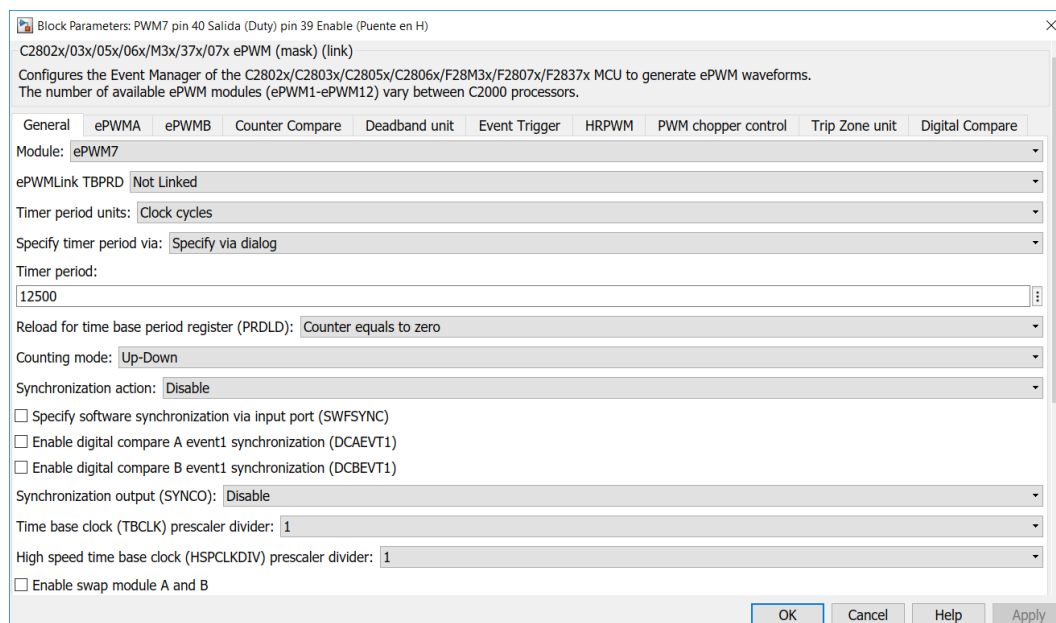 Block Parameters: PWM7 pin 40 Salida (Duty) pin 39 Enable (Puente en H)
C2802x/03x/05x/06x/M3x/37x/07x ePWM (mask) (link)
Configures the Event Manager of the C2802x/C2803x/C2805x/C2806x/F28M3x/F2807x/F2837x MCU to generate ePWM waveforms.
The number of available ePWM modules (ePWM1-ePWM12) vary between C2000 processors.
General ePWMA ePWMB Counter Compare Deadband unit Event Trigger HRPWM PWM chopper control Trip Zone unit Digital Compare
Module: ePWM7
ePWMLink TBPRD Not Linked
Timer period units: Clock cycles
Specify timer period via: Specify via dialog
Timer period:
12500
Reload for time base period register (PRDLD): Counter equals to zero
Counting mode: Up-Down
Synchronization action: Disable
Specify software synchronization via input port (SWFSYNC)
Enable digital compare A event1 synchronization (DCAEVT1)
Enable digital compare B event1 synchronization (DCBEVT1)
Synchronization output (SYNCO): Disable
Time base clock (TBCLK) prescaler divider: 1
High speed time base clock (HSPCLKDIV) prescaler divider: 1
Enable swap module A and B
OK Cancel Help Apply